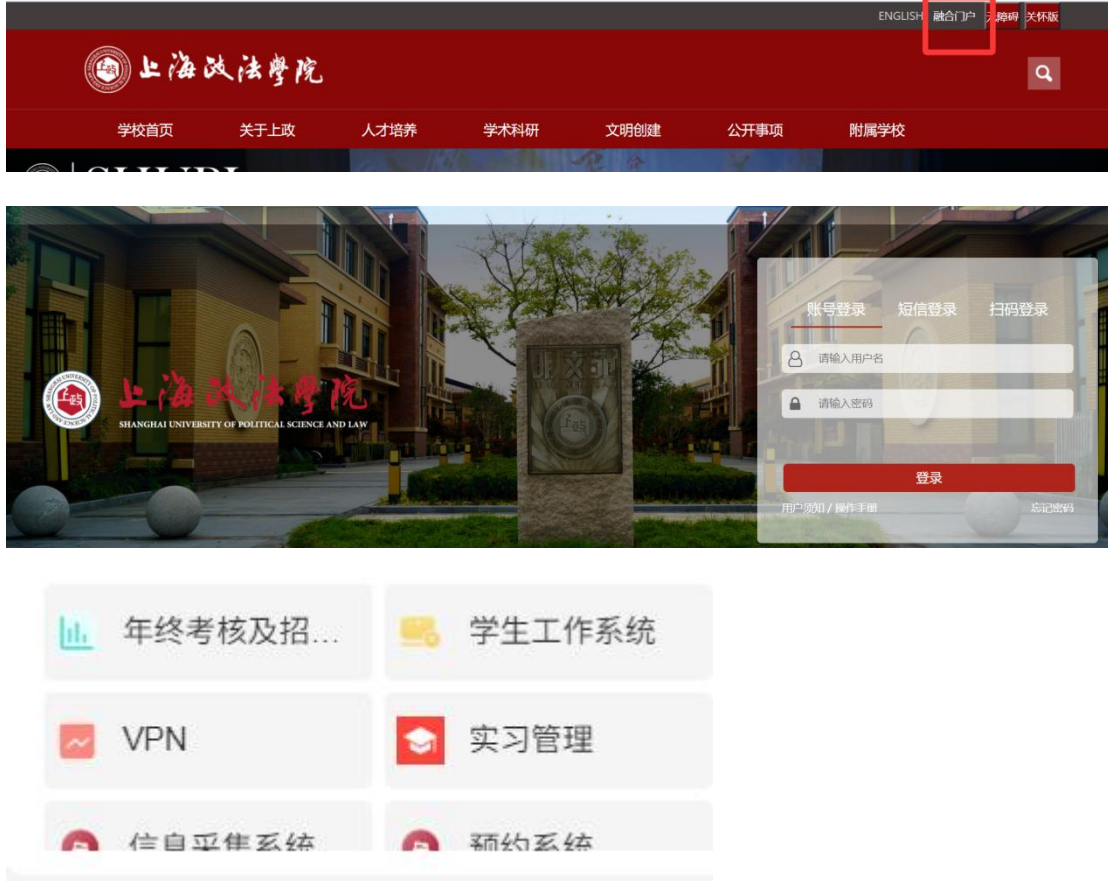 ENGLISH 融合门户 无障碍 关怀版
上海政法學院
学校首页 关于上政 人才培养 学术科研 文明创建 公开事项 附属学校
账号登录 短信登录 扫码登录
请输入用户名
上海政法學院
SHANGHAI UNIVERSITY OF POLITICAL SCIENCE AND LAW
请输入密码
登录
用户须知 / 操作手册 忘记密码
年终考核及招... 学生工作系统
VPN 实习管理
信息采集系统 预约系统